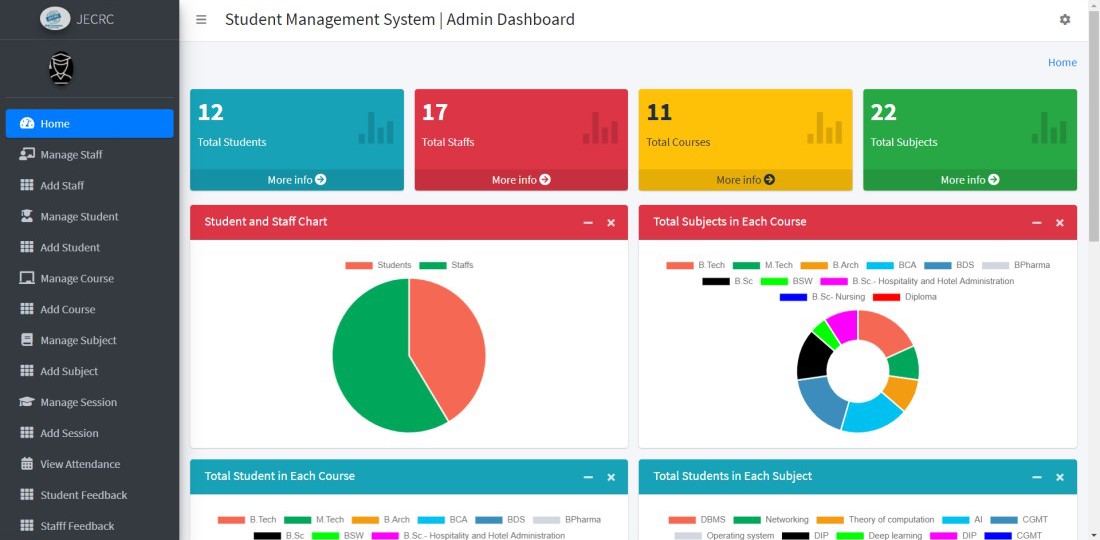 JECRC
Student Management System | Admin Dashboard
Home
Home
Manage Staff
Add Staff
Manage Student
Add Student
Manage Course
Add Course
Manage Subject
Add Subject
Manage Session
Add Session
View Attendance
Student Feedback
Stafff Feedback
12
Total Students
More info
17
Total Staffs
More info
11
Total Courses
More info
22
Total Subjects
More info
Student and Staff Chart
Students Staffs
Total Subjects in Each Course
B.Tech M.Tech B.Arch BCA BDS BPharma
B.Sc BSW B.Sc.- Hospitality and Hotel Administration
B.Sc- Nursing Diploma
Total Student in Each Course
B.Tech M.Tech B.Arch BCA BDS BPharma
B.Sc BSW B.Sc.- Hospitality and Hotel Administration
Total Students in Each Subject
DBMS Networking Theory of computation AI CGMT
Operating system DIP Deep learning DIP CGMT